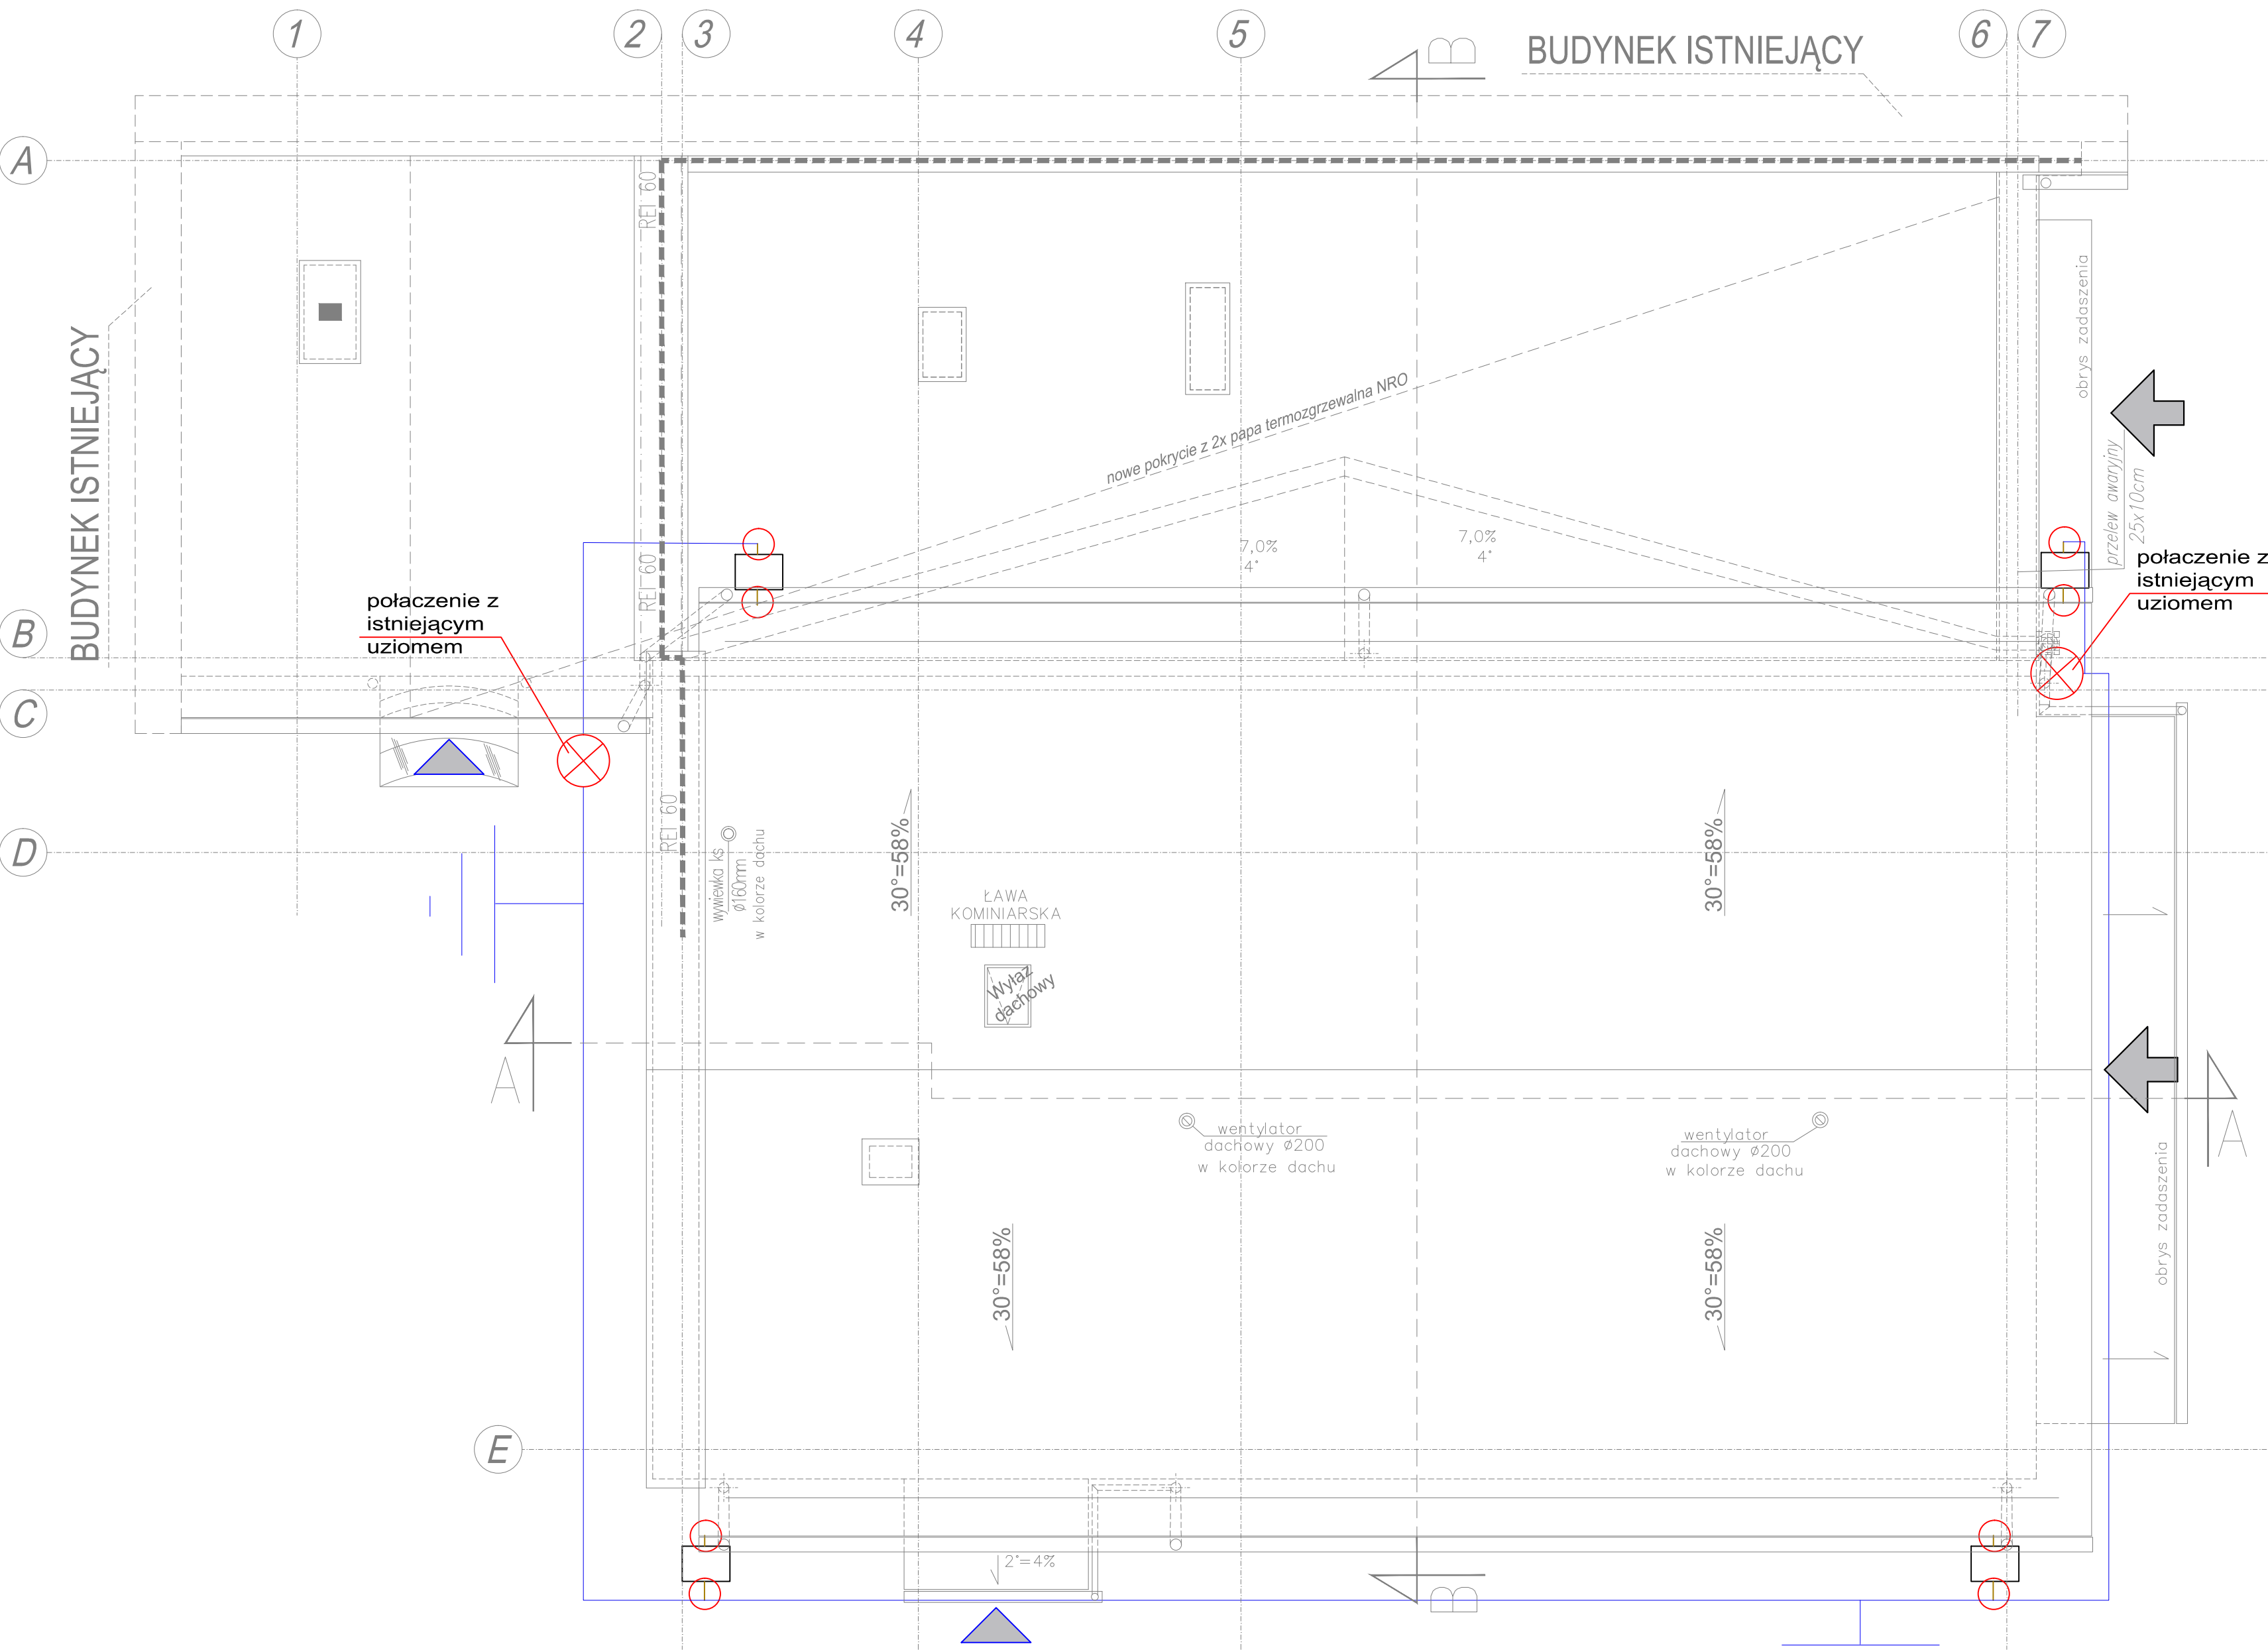 1
2
3
4
5
6
7
B
BUDYNEK ISTNIEJĄCY
A
REI 60
BUDYNEK ISTNIEJĄCY
obrys zadaszenia
nowe pokrycie z 2x papa termozgrzewalna NRO
przelew awaryjny
25x10cm
7,0%
4°
7,0%
4°
REI 60
połaczenie z
istniejącym
uziomem
połaczenie z
istniejącym
uziomem
B
C
D
REI 60
wywiewka ks
ø160mm
w kolorze dachu
30°=58%
30°=58%
ŁAWA
KOMINIARSKA
Wyłaz
dachowy
A
A
wentylator
dachowy ø200
w kolorze dachu
wentylator
dachowy ø200
w kolorze dachu
obrys zadaszenia
30°=58%
30°=58%
E
2°=4%
B